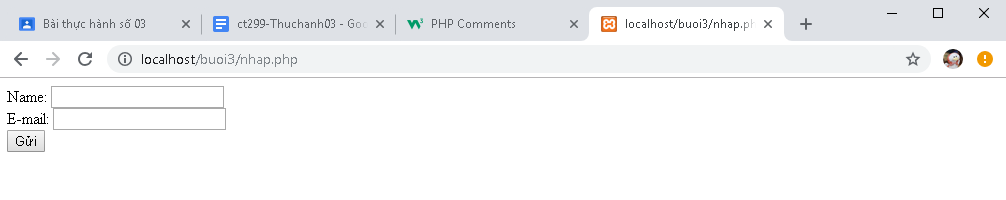 Bài thực hành số 03
ct299-Thuchanh03 - Goo
PHP Comments
localhost/buoi3/nhap.ph
localhost/buoi3/nhap.php
Name:
E-mail:
Gửi